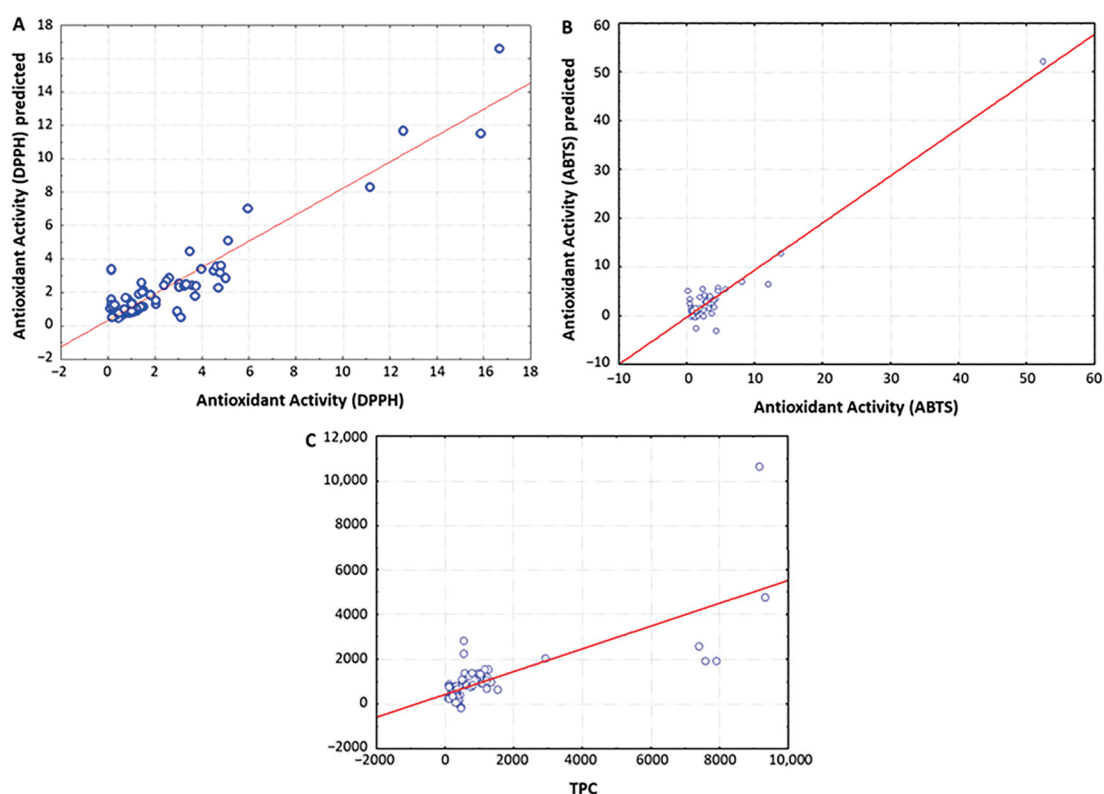 A
18
16
14
12
10
8
6
4
2
0
−2
−2 0 2 4 6 8 10 12 14 16 18
Antioxidant Activity (DPPH) predicted
Antioxidant Activity (DPPH)
B
60
50
40
30
20
10
0
−10
−10 0 10 20 30 40 50 60
Antioxidant Activity (ABTS) predicted
Antioxidant Activity (ABTS)
C
12,000
10,000
8000
6000
4000
2000
0
−2000
−2000 0 2000 4000 6000 8000 10,000
TPC